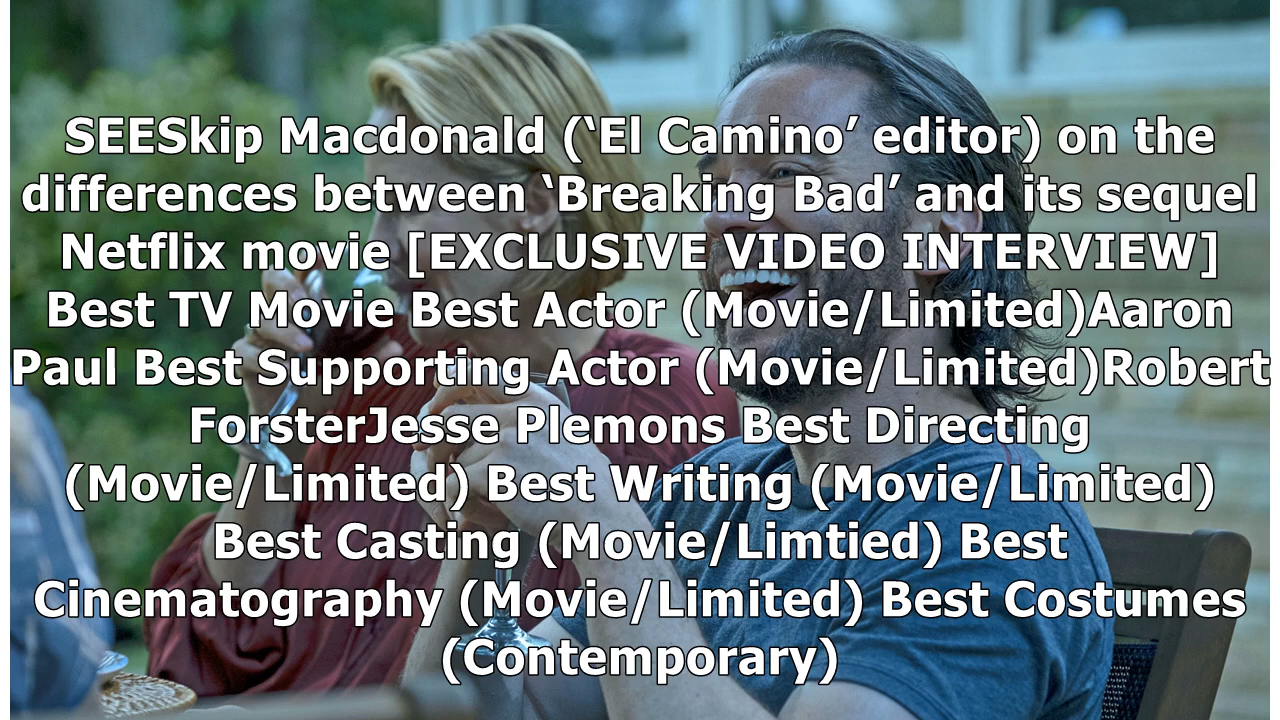 SEESkip Macdonald (‘El Camino’ editor) on the
differences between ‘Breaking Bad’ and its sequel
Netflix movie [EXCLUSIVE VIDEO INTERVIEW]
Best TV Movie Best Actor (Movie/Limited)Aaron
Paul Best Supporting Actor (Movie/Limited)Robert
ForsterJesse Plemons Best Directing
(Movie/Limited) Best Writing (Movie/Limited)
Best Casting (Movie/Limtied) Best
Cinematography (Movie/Limited) Best Costumes
(Contemporary)